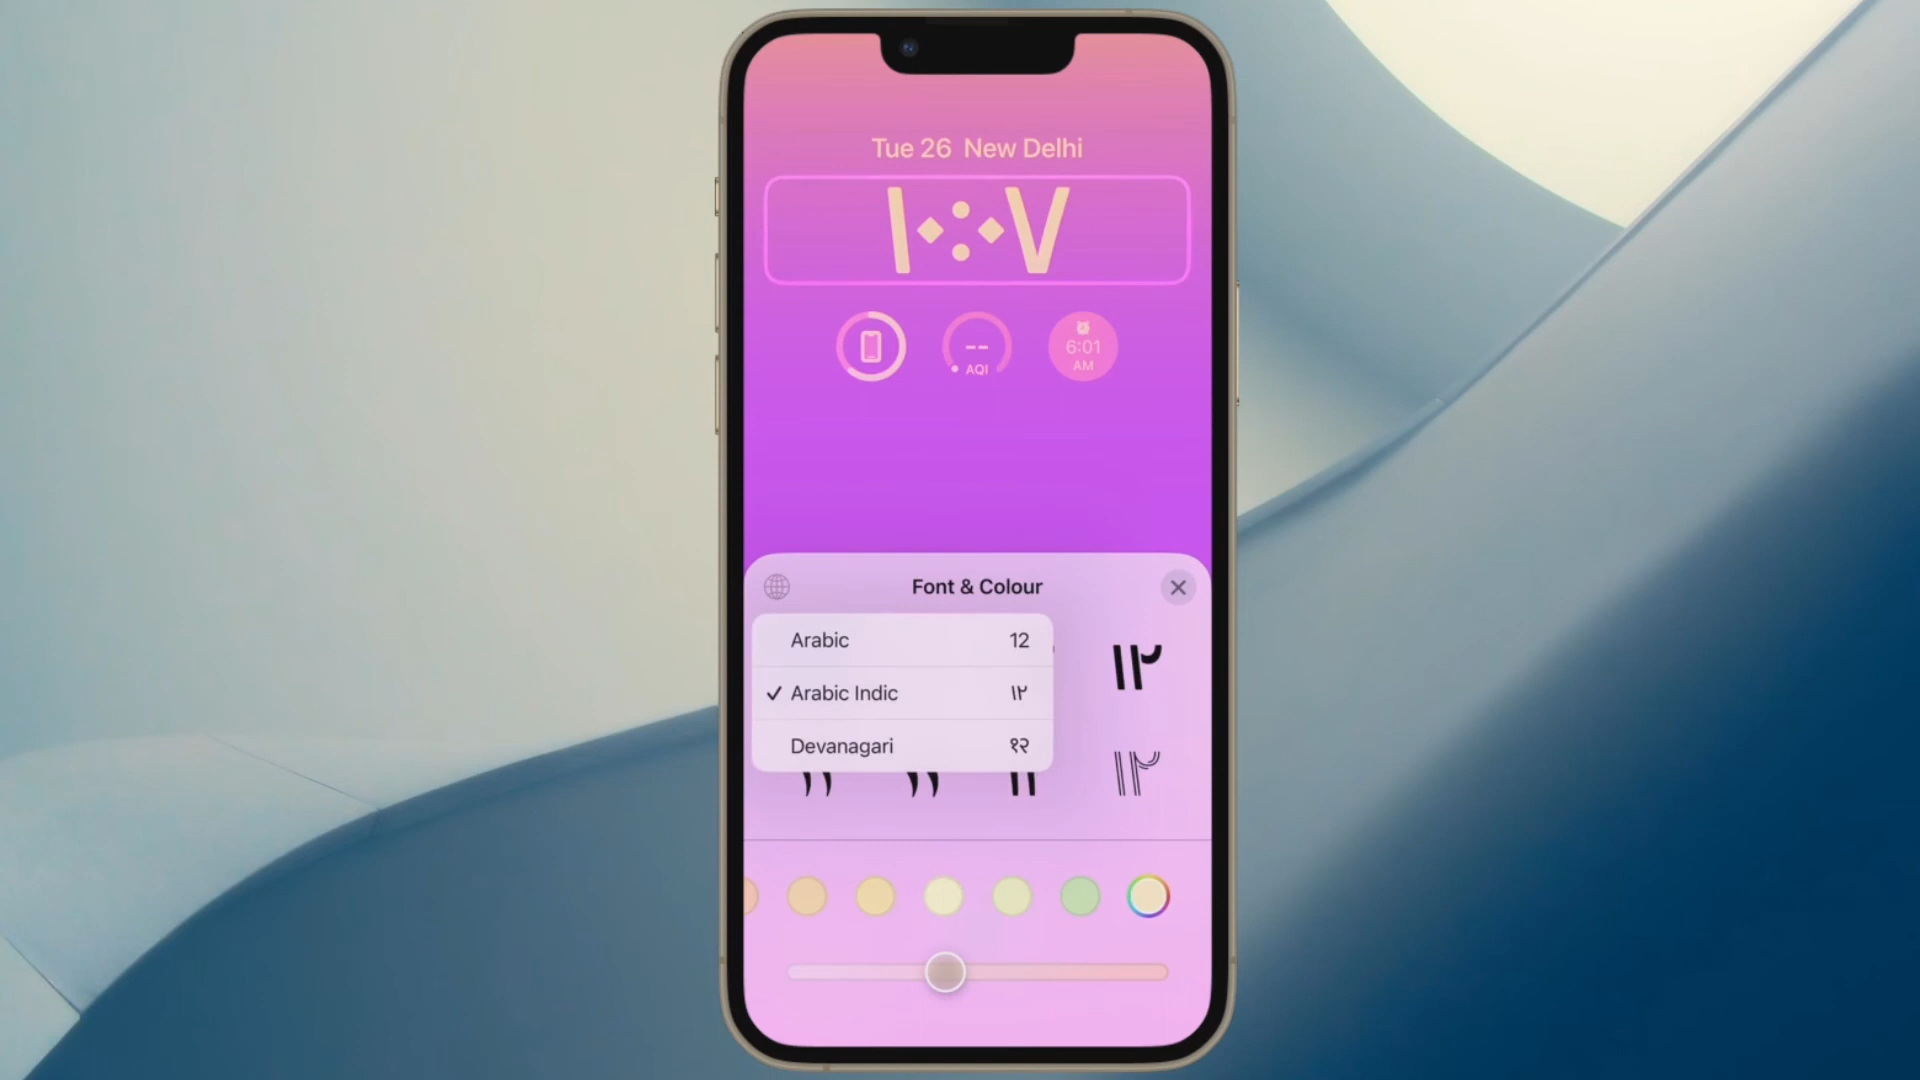 Tue 26 New Delhi
١٠:٠٧
-- AQI
6:01
AM
Font & Colour
Arabic 12
✓ Arabic Indic ١٢
Devanagari १२
١٢
١٢